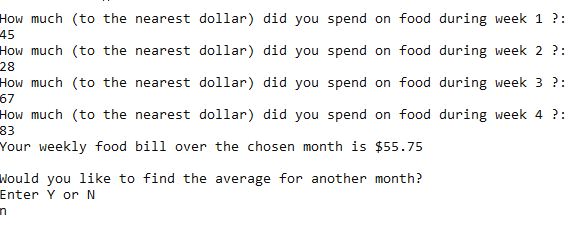 How much (to the nearest dollar) did you spend on food during week 1 ?:
45
How much (to the nearest dollar) did you spend on food during week 2 ?:
28
How much (to the nearest dollar) did you spend on food during week 3 ?:
67
How much (to the nearest dollar) did you spend on food during week 4 ?:
83
Your weekly food bill over the chosen month is $55.75
Would you like to find the average for another month?
Enter Y or N
n